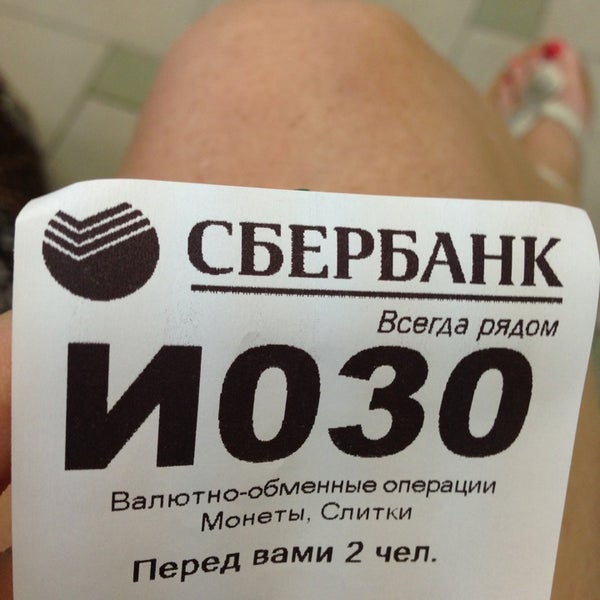 СБЕРБАНК
Всегда рядом
И030
Валютно-обменные операции
Монеты, Слитки
Перед вами 2 чел.